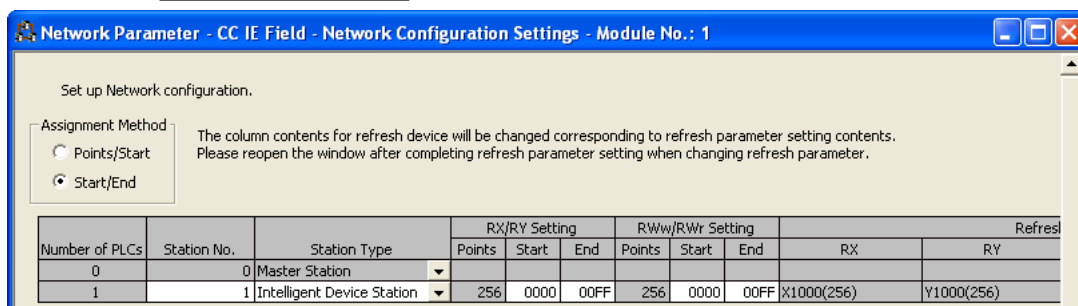 Network Parameter - CC IE Field - Network Configuration Settings - Module No.: 1
Set up Network configuration.
Assignment Method
The column contents for refresh device will be changed corresponding to refresh parameter setting contents.
Points/Start
Please reopen the window after completing refresh parameter setting when changing refresh parameter.
Start/End
RX/RY Setting RWw/RWr Setting Refresh
Number of PLCs Station No. Station Type Points Start End Points Start End RX RY
0 0 Master Station
1 1 Intelligent Device Station 256 0000 00FF 256 0000 00FF X1000(256) Y1000(256)